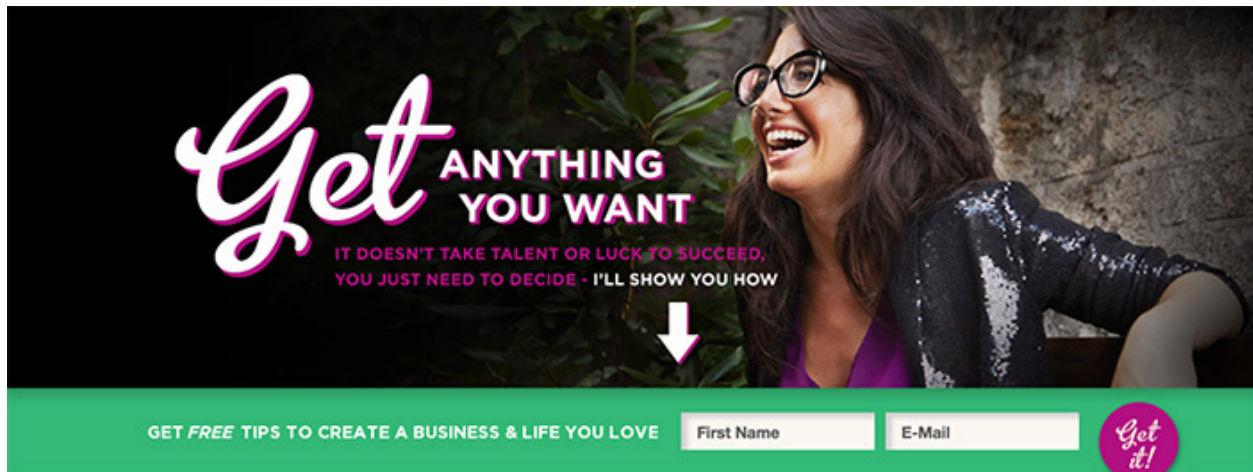 Get ANYTHING
YOU WANT
IT DOESN'T TAKE TALENT OR LUCK TO SUCCEED,
YOU JUST NEED TO DECIDE - I'LL SHOW YOU HOW
GET FREE TIPS TO CREATE A BUSINESS & LIFE YOU LOVE
First Name
E-Mail
Get
it!